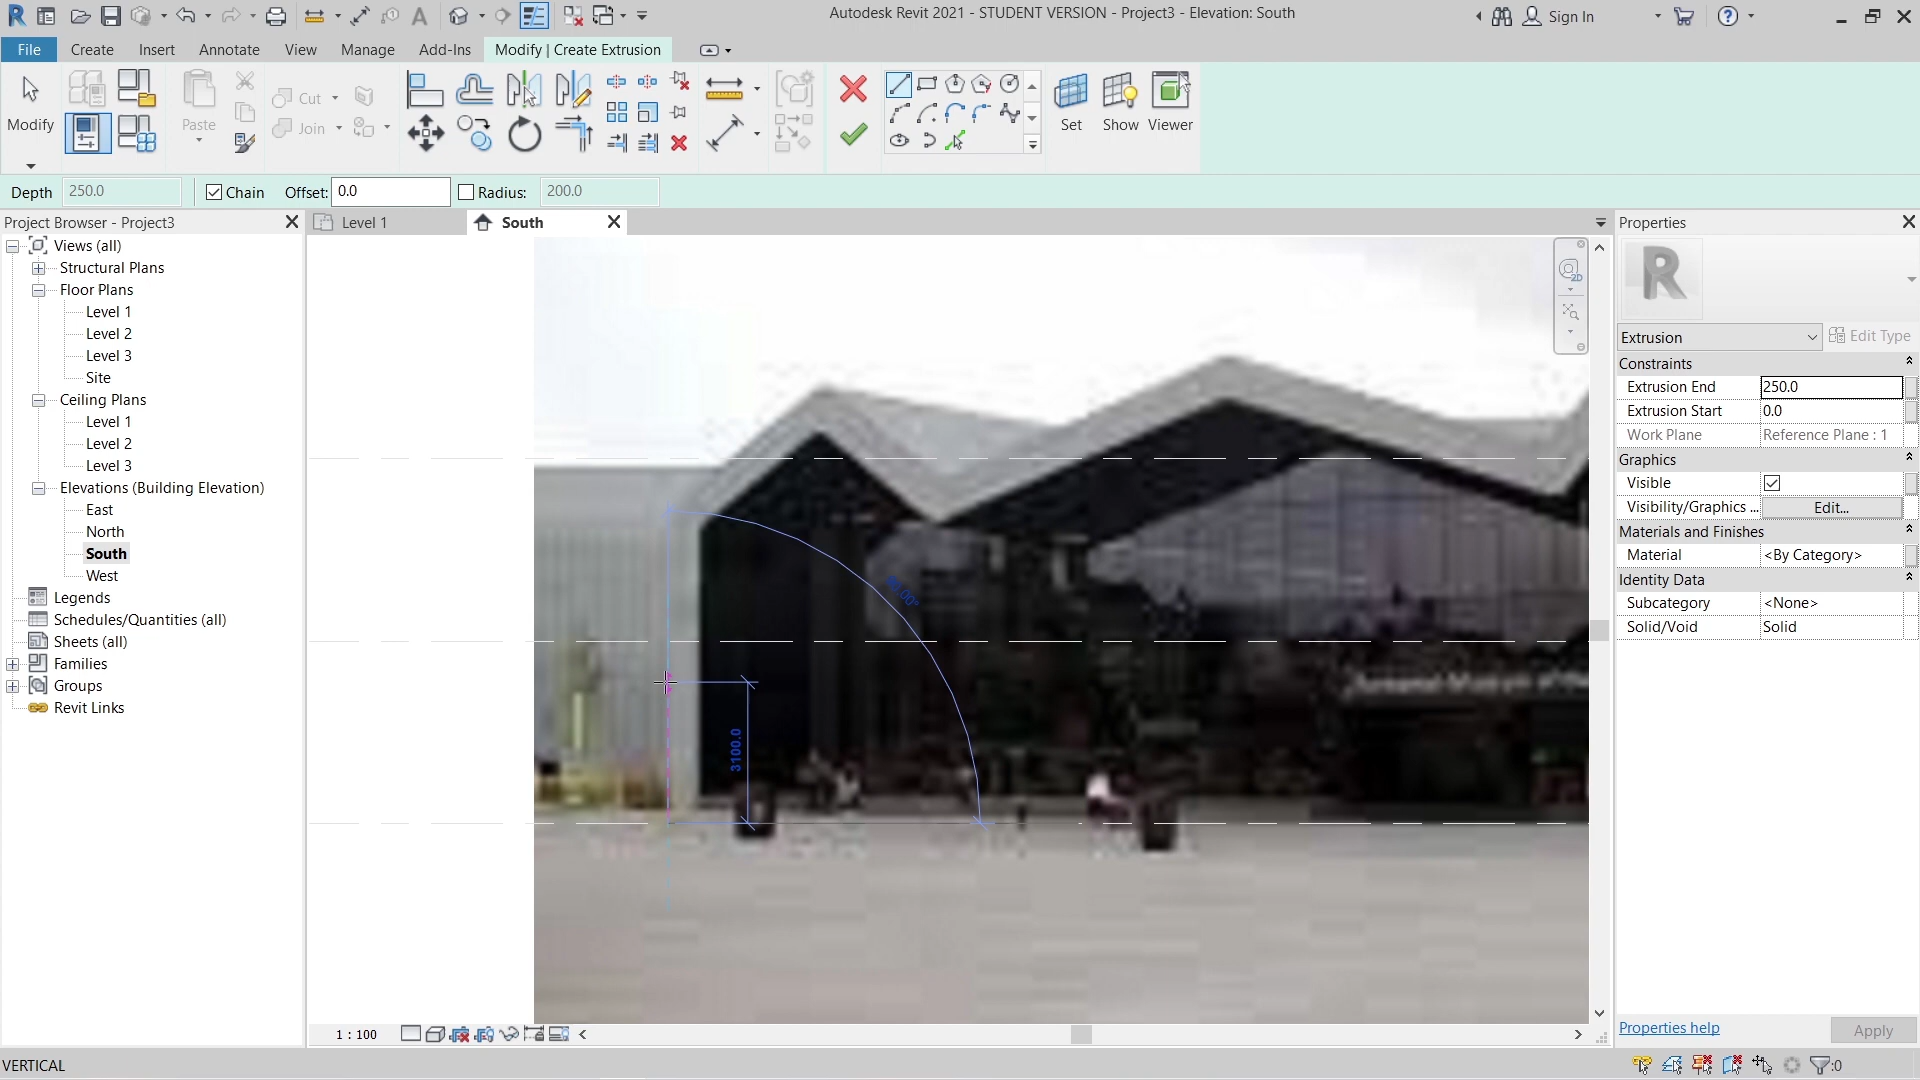 Autodesk Revit 2021 - STUDENT VERSION - Project3 - Elevation: South
Sign In
File
Create
Insert
Annotate
View
Manage
Add-Ins
Modify | Create Extrusion
Modify
Paste
Cut
Join
Set
Show
Viewer
Depth
250.0
Chain
Offset:
0.0
Radius:
200.0
Project Browser - Project3
Level 1
South
Properties
Views (all)
Structural Plans
Floor Plans
Level 1
Level 2
Level 3
Site
Ceiling Plans
Level 1
Level 2
Level 3
Elevations (Building Elevation)
East
North
South
West
Legends
Schedules/Quantities (all)
Sheets (all)
Families
Groups
Revit Links
2D
3100.0
Extrusion
Edit Type
Constraints
Extrusion End
250.0
Extrusion Start
0.0
Work Plane
Reference Plane : 1
Graphics
Visible
Visibility/Graphics ...
Edit...
Materials and Finishes
Material
<By Category>
Identity Data
Subcategory
<None>
Solid/Void
Solid
Properties help
Apply
1 : 100
VERTICAL
:0